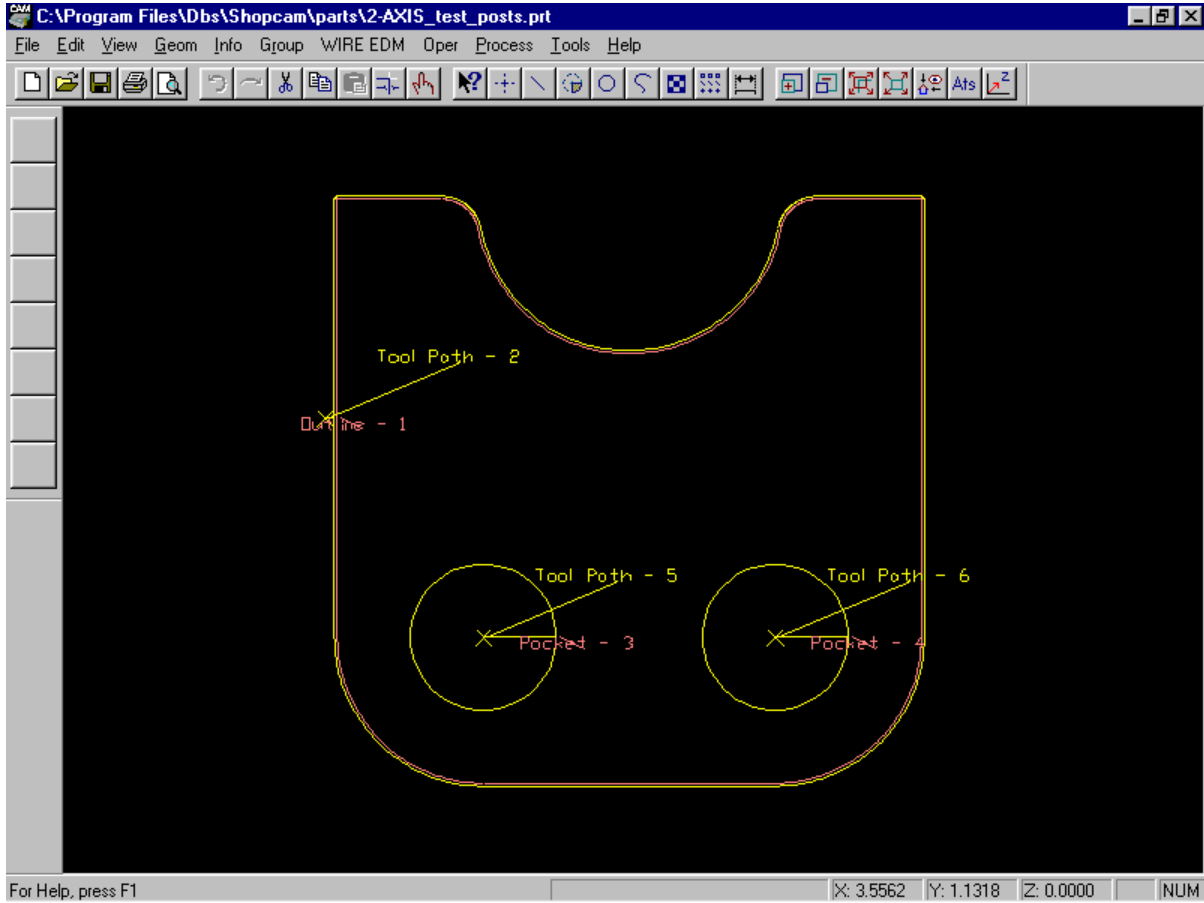 CAM C:\Program Files\Dbs\Shopcam\parts\2-AXIS_test_posts.prt
File Edit View Geom Info Group WIRE EDM Oper Process Tools Help
Ats Z
Tool Path - 2
Outline - 1
Tool Path - 5 Tool Path - 6
Pocket - 3 Pocket - 4
For Help, press F1 X: 3.5562 Y: 1.1318 Z: 0.0000 NUM